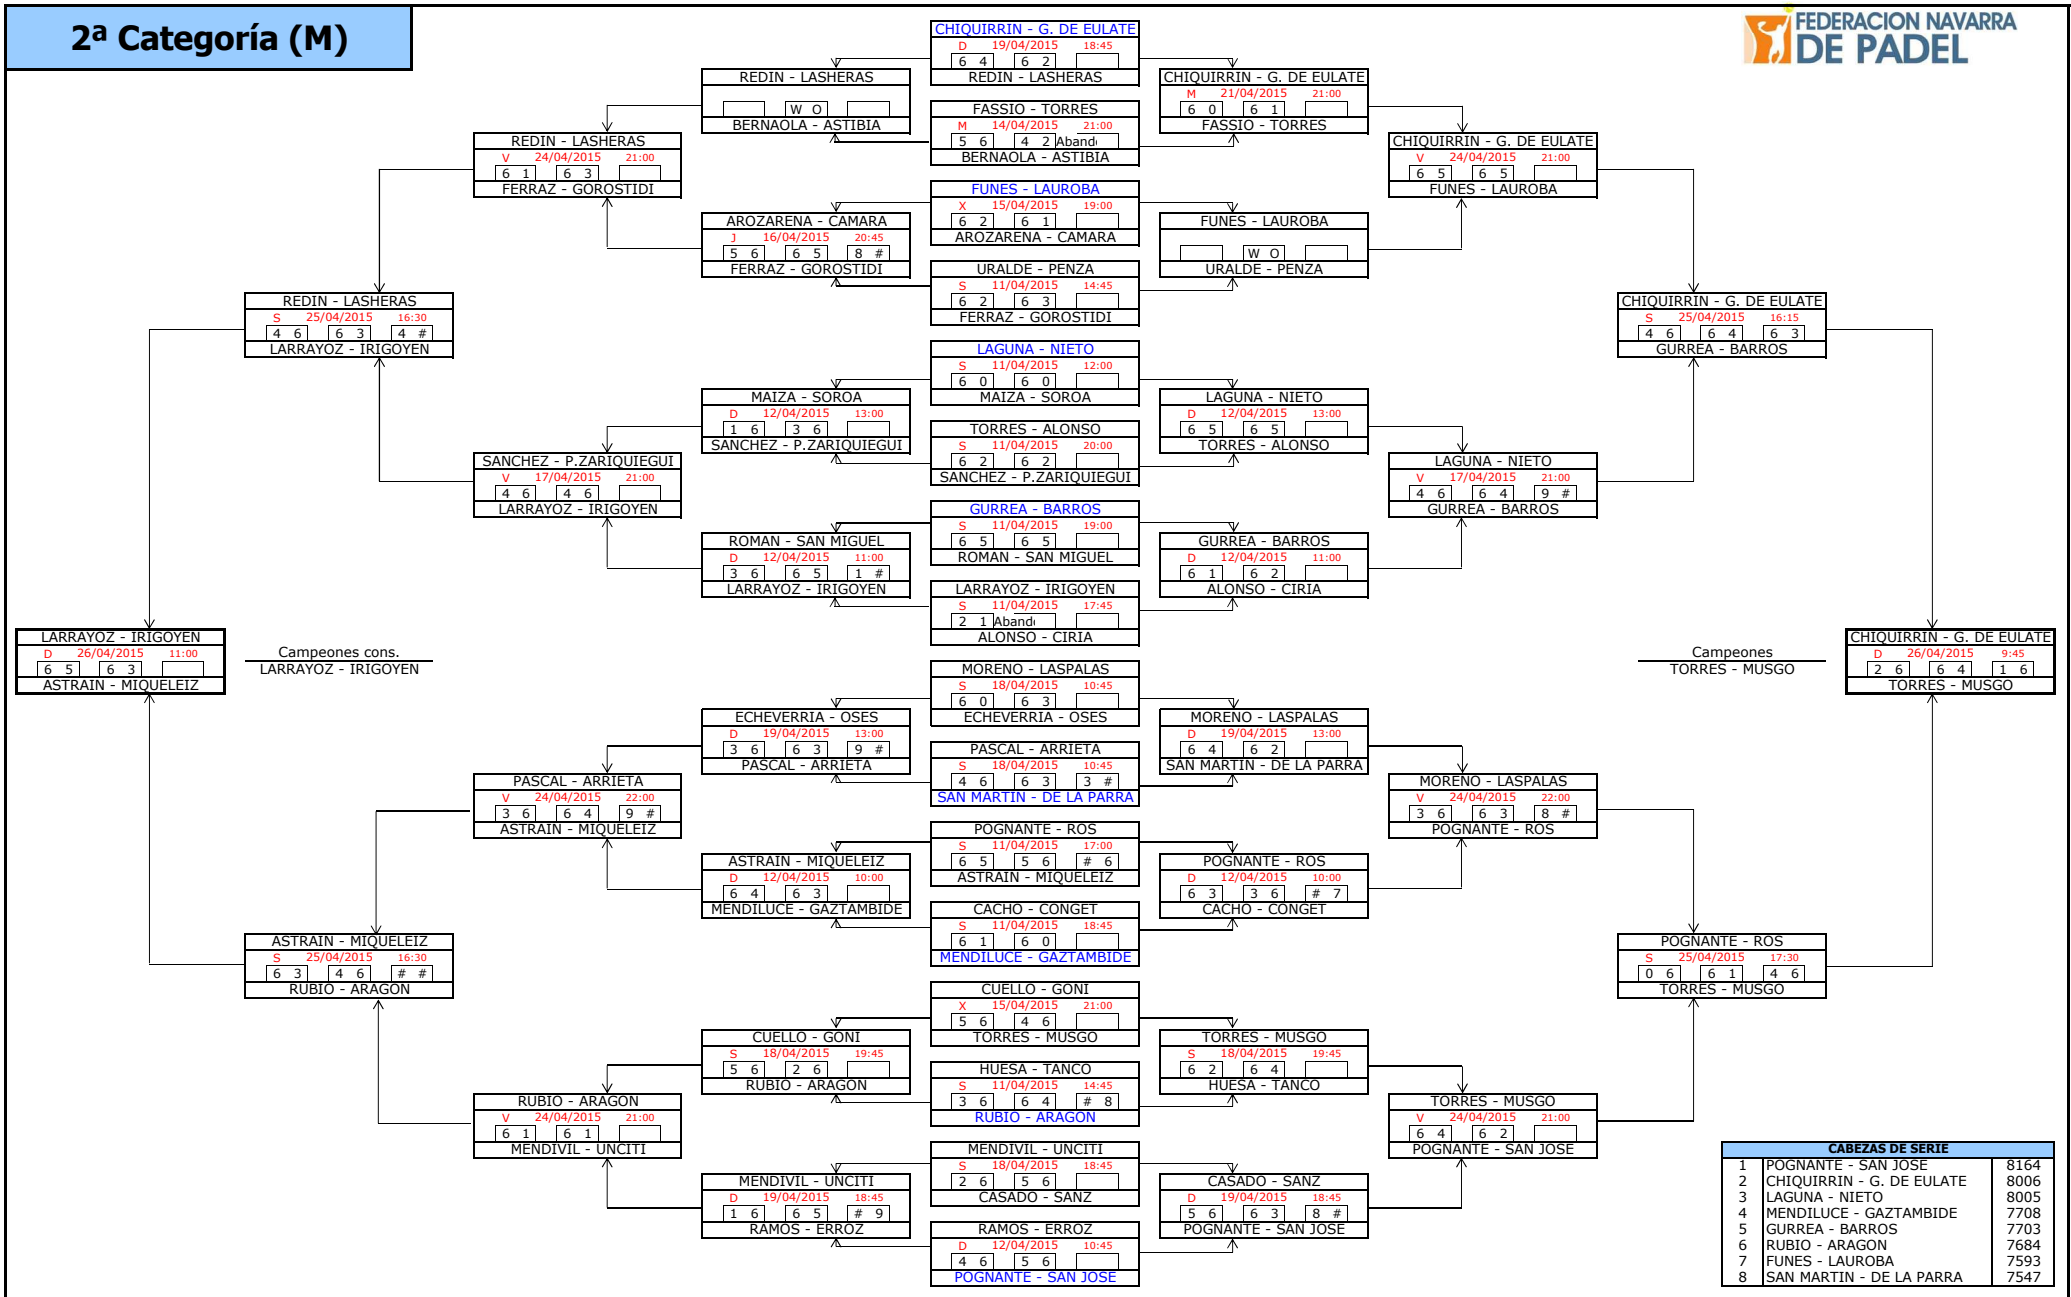 2ª Categoría (M)
FEDERACION NAVARRA
DE PADEL
LARRAYOZ - IRIGOYEN
D 26/04/2015 11:00
6 5 6 3
ASTRAIN - MIQUELEIZ
Campeones cons.
LARRAYOZ - IRIGOYEN
REDIN - LASHERAS
S 25/04/2015 16:30
4 6 6 3 4 #
LARRAYOZ - IRIGOYEN
ASTRAIN - MIQUELEIZ
S 25/04/2015 16:30
6 3 4 6 # #
RUBIO - ARAGON
REDIN - LASHERAS
V 24/04/2015 21:00
6 1 6 3
FERRAZ - GOROSTIDI
SANCHEZ - P.ZARIQUIEGUI
V 17/04/2015 21:00
4 6 4 6
LARRAYOZ - IRIGOYEN
PASCAL - ARRIETA
V 24/04/2015 22:00
3 6 6 4 9 #
ASTRAIN - MIQUELEIZ
RUBIO - ARAGON
V 24/04/2015 21:00
6 1 6 1
MENDIVIL - UNCITI
REDIN - LASHERAS
W O
BERNAOLA - ASTIBIA
AROZARENA - CAMARA
J 16/04/2015 20:45
5 6 6 5 8 #
FERRAZ - GOROSTIDI
MAIZA - SOROA
D 12/04/2015 13:00
1 6 3 6
SANCHEZ - P.ZARIQUIEGUI
ROMAN - SAN MIGUEL
D 12/04/2015 11:00
3 6 6 5 1 #
LARRAYOZ - IRIGOYEN
ECHEVERRIA - OSES
D 19/04/2015 13:00
3 6 6 3 9 #
PASCAL - ARRIETA
ASTRAIN - MIQUELEIZ
D 12/04/2015 10:00
6 4 6 3
MENDILUCE - GAZTAMBIDE
CUELLO - GOÑI
S 18/04/2015 19:45
5 6 2 6
RUBIO - ARAGON
MENDIVIL - UNCITI
D 19/04/2015 18:45
1 6 6 5 # 9
RAMOS - ERROZ
CHIQUIRRIN - G. DE EULATE
D 19/04/2015 18:45
6 4 6 2
REDIN - LASHERAS
FASSIO - TORRES
M 14/04/2015 21:00
5 6 4 2 Aband
BERNAOLA - ASTIBIA
FUNES - LAUROBA
X 15/04/2015 19:00
6 2 6 1
AROZARENA - CAMARA
URALDE - PENZA
S 11/04/2015 14:45
6 2 6 3
FERRAZ - GOROSTIDI
LAGUNA - NIETO
S 11/04/2015 12:00
6 0 6 0
MAIZA - SOROA
TORRES - ALONSO
S 11/04/2015 20:00
6 2 6 2
SANCHEZ - P.ZARIQUIEGUI
GURREA - BARROS
S 11/04/2015 19:00
6 5 6 5
ROMAN - SAN MIGUEL
LARRAYOZ - IRIGOYEN
S 11/04/2015 17:45
2 1 Aband
ALONSO - CIRIA
MORENO - LASPALAS
S 18/04/2015 10:45
6 0 6 3
ECHEVERRIA - OSES
PASCAL - ARRIETA
S 18/04/2015 10:45
4 6 6 3 3 #
SAN MARTIN - DE LA PARRA
POGNANTE - ROS
S 11/04/2015 17:00
6 5 5 6 # 6
ASTRAIN - MIQUELEIZ
CACHO - CONGET
S 11/04/2015 18:45
6 1 6 0
MENDILUCE - GAZTAMBIDE
CUELLO - GOÑI
X 15/04/2015 21:00
5 6 4 6
TORRES - MUSGO
HUESA - TANCO
S 11/04/2015 14:45
3 6 6 4 # 8
RUBIO - ARAGON
MENDIVIL - UNCITI
S 18/04/2015 18:45
2 6 5 6
CASADO - SANZ
RAMOS - ERROZ
D 12/04/2015 10:45
4 6 5 6
POGNANTE - SAN JOSE
CHIQUIRRIN - G. DE EULATE
M 21/04/2015 21:00
6 0 6 1
FASSIO - TORRES
FUNES - LAUROBA
W O
URALDE - PENZA
LAGUNA - NIETO
D 12/04/2015 13:00
6 5 6 5
TORRES - ALONSO
GURREA - BARROS
D 12/04/2015 11:00
6 1 6 2
ALONSO - CIRIA
MORENO - LASPALAS
D 19/04/2015 13:00
6 4 6 2
SAN MARTIN - DE LA PARRA
POGNANTE - ROS
D 12/04/2015 10:00
6 3 3 6 # 7
CACHO - CONGET
TORRES - MUSGO
S 18/04/2015 19:45
6 2 6 4
HUESA - TANCO
CASADO - SANZ
D 19/04/2015 18:45
5 6 6 3 8 #
POGNANTE - SAN JOSE
CHIQUIRRIN - G. DE EULATE
V 24/04/2015 21:00
6 5 6 5
FUNES - LAUROBA
LAGUNA - NIETO
V 17/04/2015 21:00
4 6 6 4 9 #
GURREA - BARROS
MORENO - LASPALAS
V 24/04/2015 22:00
3 6 6 3 8 #
POGNANTE - ROS
TORRES - MUSGO
V 24/04/2015 21:00
6 4 6 2
POGNANTE - SAN JOSE
CHIQUIRRIN - G. DE EULATE
S 25/04/2015 16:15
4 6 6 4 6 3
GURREA - BARROS
POGNANTE - ROS
S 25/04/2015 17:30
0 6 6 1 4 6
TORRES - MUSGO
Campeones
TORRES - MUSGO
CHIQUIRRIN - G. DE EULATE
D 26/04/2015 9:45
2 6 6 4 1 6
TORRES - MUSGO
CABEZAS DE SERIE
1 POGNANTE - SAN JOSE 8164
2 CHIQUIRRIN - G. DE EULATE 8006
3 LAGUNA - NIETO 8005
4 MENDILUCE - GAZTAMBIDE 7708
5 GURREA - BARROS 7703
6 RUBIO - ARAGON 7684
7 FUNES - LAUROBA 7593
8 SAN MARTIN - DE LA PARRA 7547